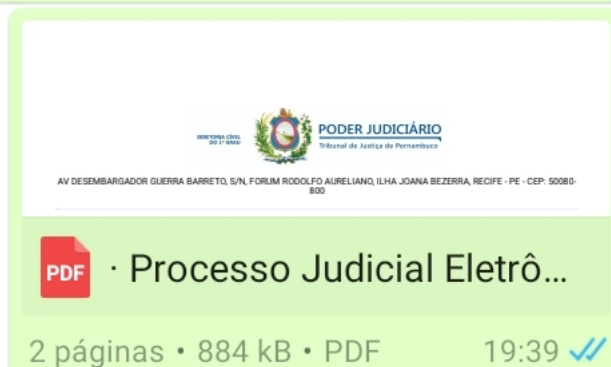 DIRETORIA CÍVEL
DO 1º GRAU
PODER JUDICIÁRIO
Tribunal de Justiça de Pernambuco
AV DESEMBARGADOR GUERRA BARRETO, S/N, FORUM RODOLFO AURELIANO, ILHA JOANA BEZERRA, RECIFE - PE - CEP: 50080-
800
PDF · Processo Judicial Eletrô...
2 páginas • 884 kB • PDF 19:39